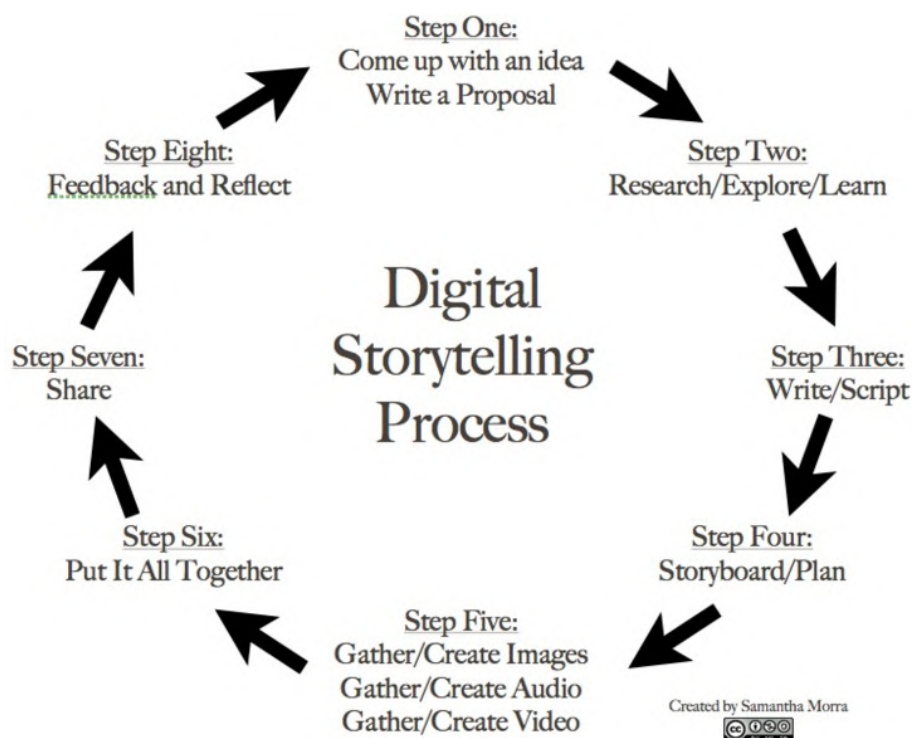 Step One:
Come up with an idea
Write a Proposal
Step Two:
Research/Explore/Learn
Step Three:
Write/Script
Step Four:
Storyboard/Plan
Step Five:
Gather/Create Images
Gather/Create Audio
Gather/Create Video
Step Six:
Put It All Together
Step Seven:
Share
Step Eight:
Feedback and Reflect
Digital
Storytelling
Process
Created by Samantha Morra
cc